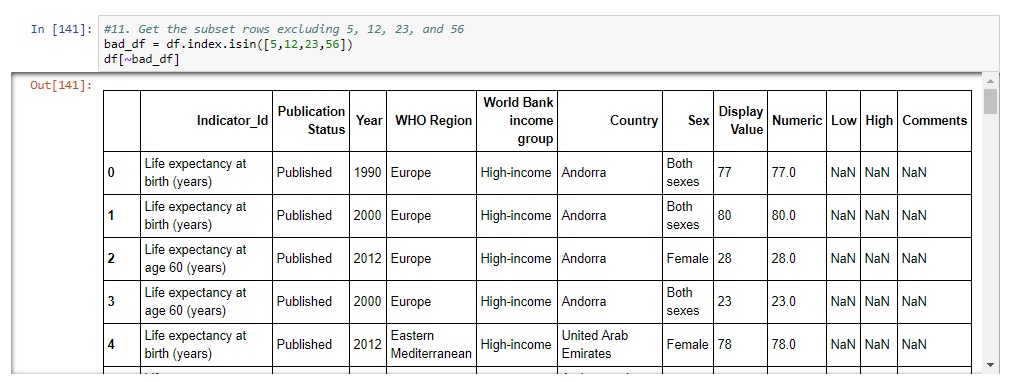 In [141]: #11. Get the subset rows excluding 5, 12, 23, and 56
bad_df = df.index.isin([5,12,23,56])
df[~bad_df]
Out[141]:
Indicator_Id Publication Status Year WHO Region World Bank income group Country Sex Display Value Numeric Low High Comments
0 Life expectancy at birth (years) Published 1990 Europe High-income Andorra Both sexes 77 77.0 NaN NaN NaN
1 Life expectancy at birth (years) Published 2000 Europe High-income Andorra Both sexes 80 80.0 NaN NaN NaN
2 Life expectancy at age 60 (years) Published 2012 Europe High-income Andorra Female 28 28.0 NaN NaN NaN
3 Life expectancy at age 60 (years) Published 2000 Europe High-income Andorra Both sexes 23 23.0 NaN NaN NaN
4 Life expectancy at birth (years) Published 2012 Eastern Mediterranean High-income United Arab Emirates Female 78 78.0 NaN NaN NaN